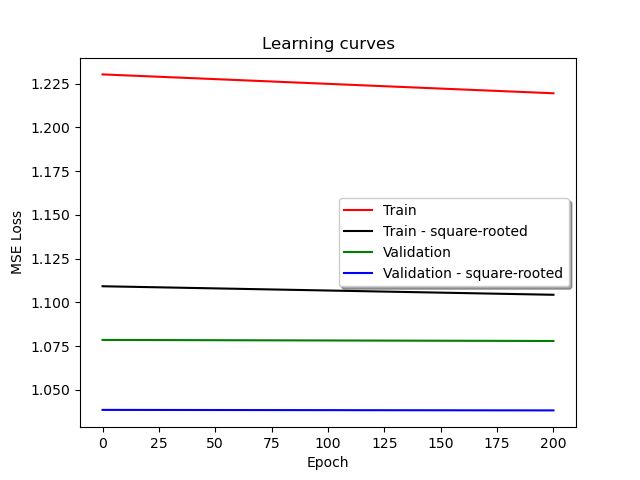 Learning curves
MSE Loss
1.225
1.200
1.175
1.150
1.125
1.100
1.075
1.050
Train
Train - square-rooted
Validation
Validation - square-rooted
0 25 50 75 100 125 150 175 200
Epoch